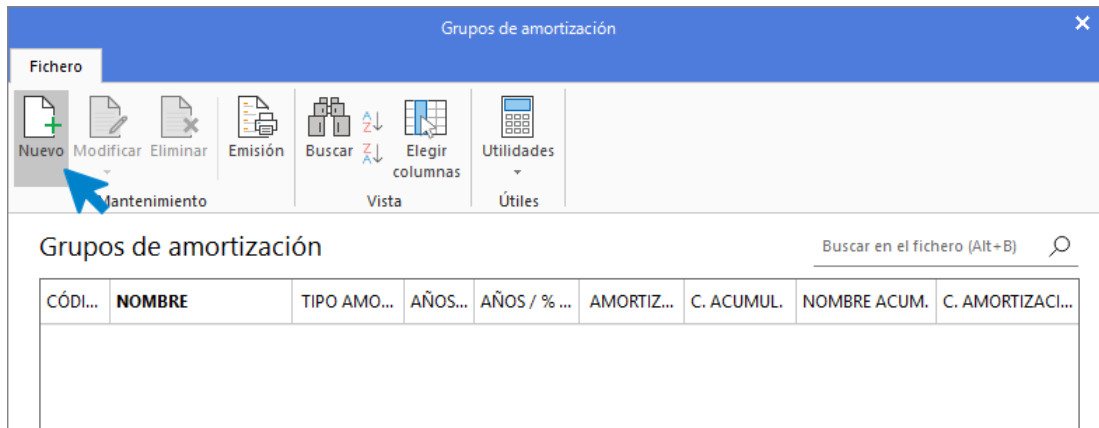 Grupos de amortización
Fichero
Nuevo Modificar Eliminar Emisión Buscar Elegir columnas Utilidades
Mantenimiento Vista Útiles
Grupos de amortización
Buscar en el fichero (Alt+B)
CÓDI... NOMBRE TIPO AMO... AÑOS... AÑOS / % ... AMORTIZ... C. ACUMUL. NOMBRE ACUM. C. AMORTIZACI...